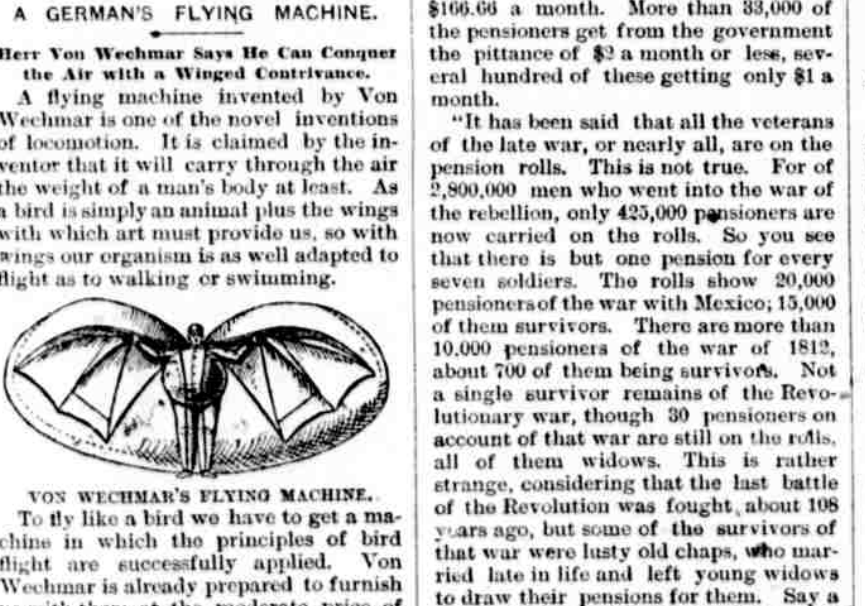 A GERMAN'S FLYING MACHINE.
Herr Von Wechmar Says He Can Conquer
the Air with a Winged Contrivance.
A flying machine invented by Von
Wechmar is one of the novel inventions
of locomotion. It is claimed by the in-
ventor that it will carry through the air
the weight of a man's body at least. As
a bird is simply an animal plus the wings
with which art must provide us, so with
wings our organism is as well adapted to
flight as to walking or swimming.
VON WECHMAR'S FLYING MACHINE.
To fly like a bird we have to get a ma-
chine in which the principles of bird
flight are successfully applied. Von
Wechmar is already prepared to furnish
with them at the moderate price of
$166.66 a month. More than 33,000 of
the pensioners get from the government
the pittance of $2 a month or less, sev-
eral hundred of these getting only $1 a
month.
"It has been said that all the veterans
of the late war, or nearly all, are on the
pension rolls. This is not true. For of
2,800,000 men who went into the war of
the rebellion, only 425,000 pensioners are
now carried on the rolls. So you see
that there is but one pension for every
seven soldiers. The rolls show 20,000
pensioners of the war with Mexico; 15,000
of them survivors. There are more than
10.000 pensioners of the war of 1812,
about 700 of them being survivors. Not
a single survivor remains of the Revo-
lutionary war, though 30 pensioners on
account of that war are still on the rolls,
all of them widows. This is rather
strange, considering that the last battle
of the Revolution was fought, about 108
years ago, but some of the survivors of
that war were lusty old chaps, who mar-
ried late in life and left young widows
to draw their pensions for them. Say a